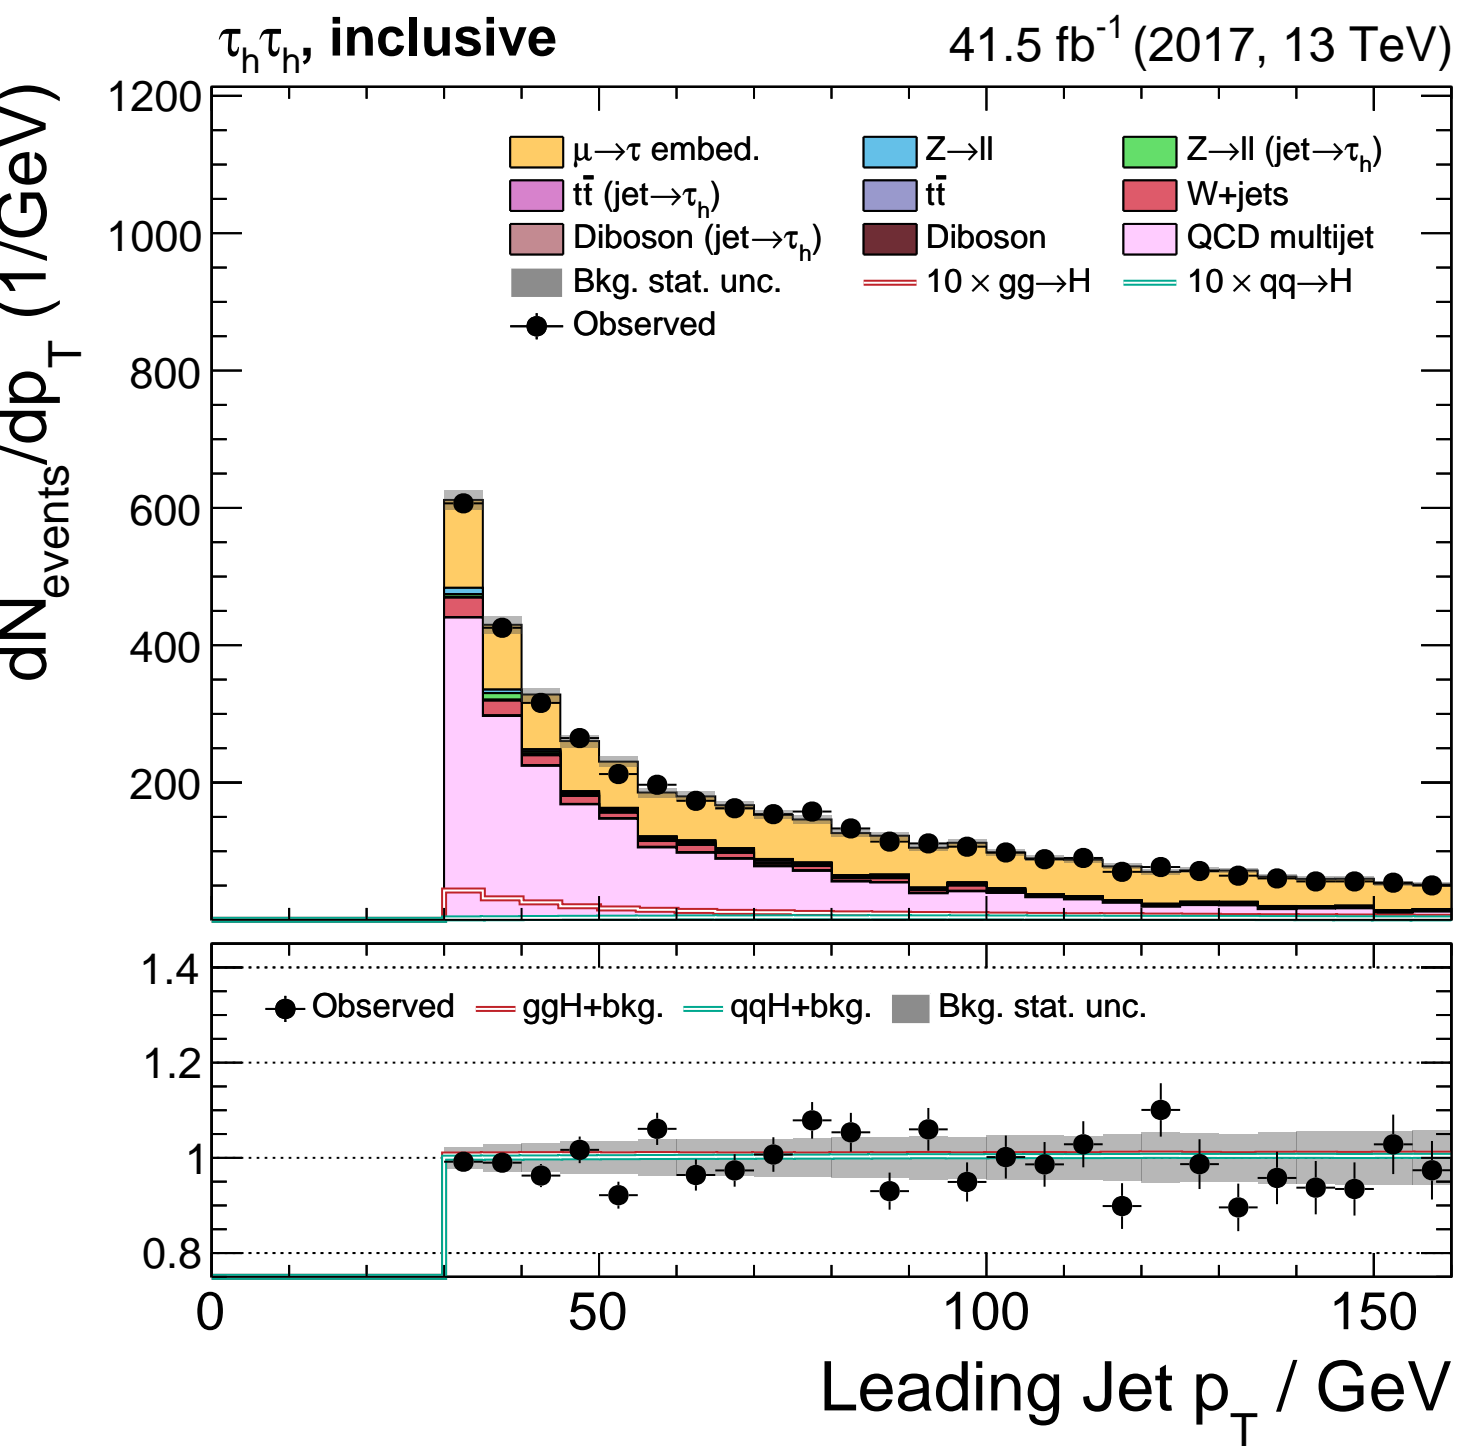 τhτh, inclusive 41.5 fb-1 (2017, 13 TeV)
dNevents/dpT (1/GeV)
1200
1000
800
600
400
200
μ→τ embed. Z→ll Z→ll (jet→τh)
tt̄ (jet→τh) tt̄ W+jets
Diboson (jet→τh) Diboson QCD multijet
Bkg. stat. unc. 10 × gg→H 10 × qq→H
Observed
1.4
1.2
1
0.8
Observed ggH+bkg. qqH+bkg. Bkg. stat. unc.
0 50 100 150
Leading Jet pT / GeV